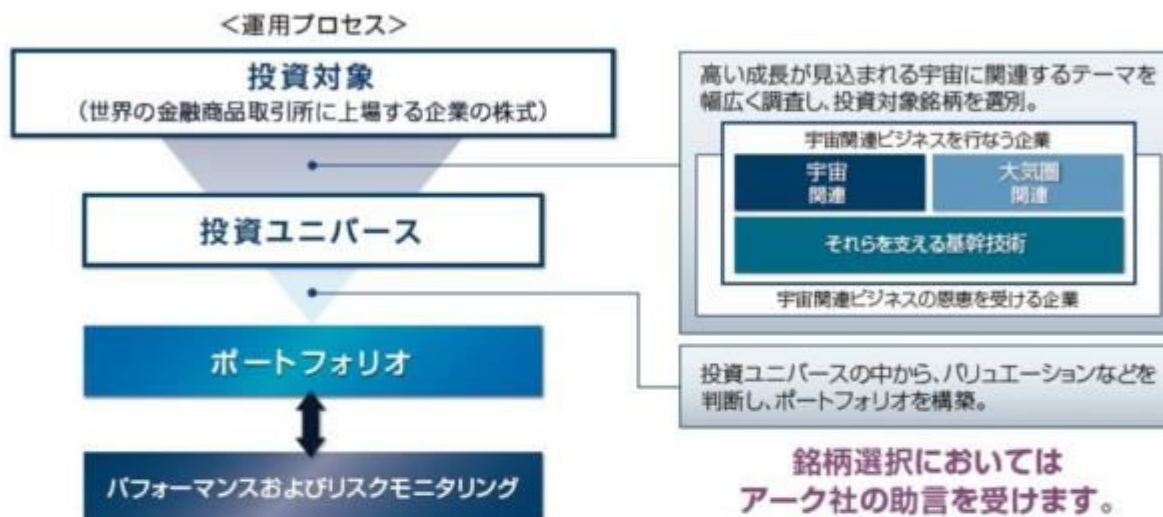 <運用プロセス>
投資対象
(世界の金融商品取引所に上場する企業の株式)
投資ユニバース
ポートフォリオ
パフォーマンスおよびリスクモニタリング
高い成長が見込まれる宇宙に関連するテーマを
幅広く調査し、投資対象銘柄を選別。
宇宙関連ビジネスを行なう企業
宇宙
関連
大気圏
関連
それらを支える基幹技術
宇宙関連ビジネスの恩恵を受ける企業
投資ユニバースの中から、バリュエーションなどを
判断し、ポートフォリオを構築。
銘柄選択においては
アーク社の助言を受けます。